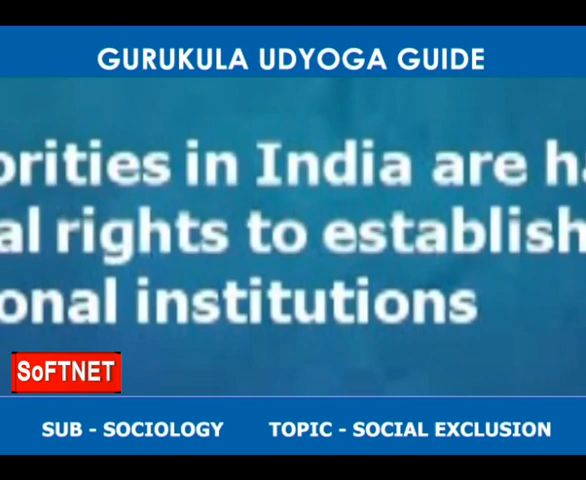 GURUKULA UDYOGA GUIDE
orities in India are ha
al rights to establish
onal institutions
SoFTNET
SUB - SOCIOLOGY TOPIC - SOCIAL EXCLUSION